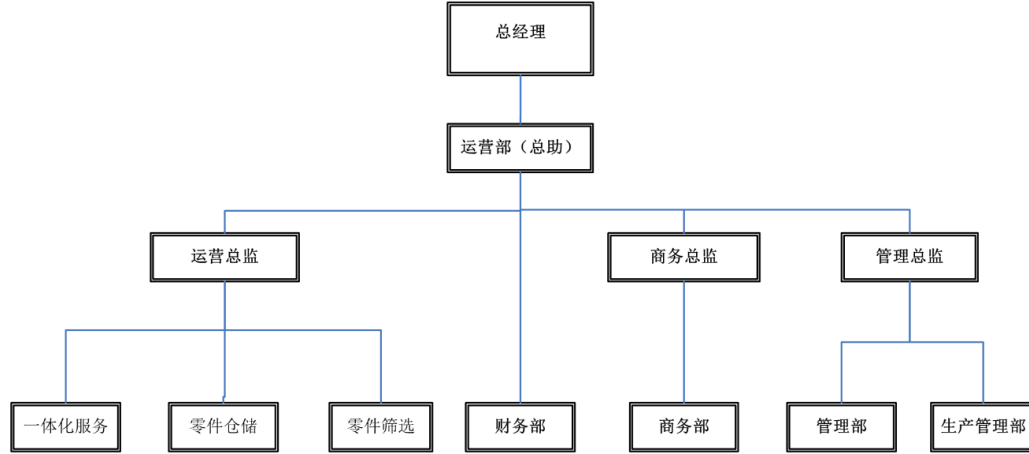 总经理
运营部（总助）
运营总监
商务总监
管理总监
一体化服务
零件仓储
零件筛选
财务部
商务部
管理部
生产管理部